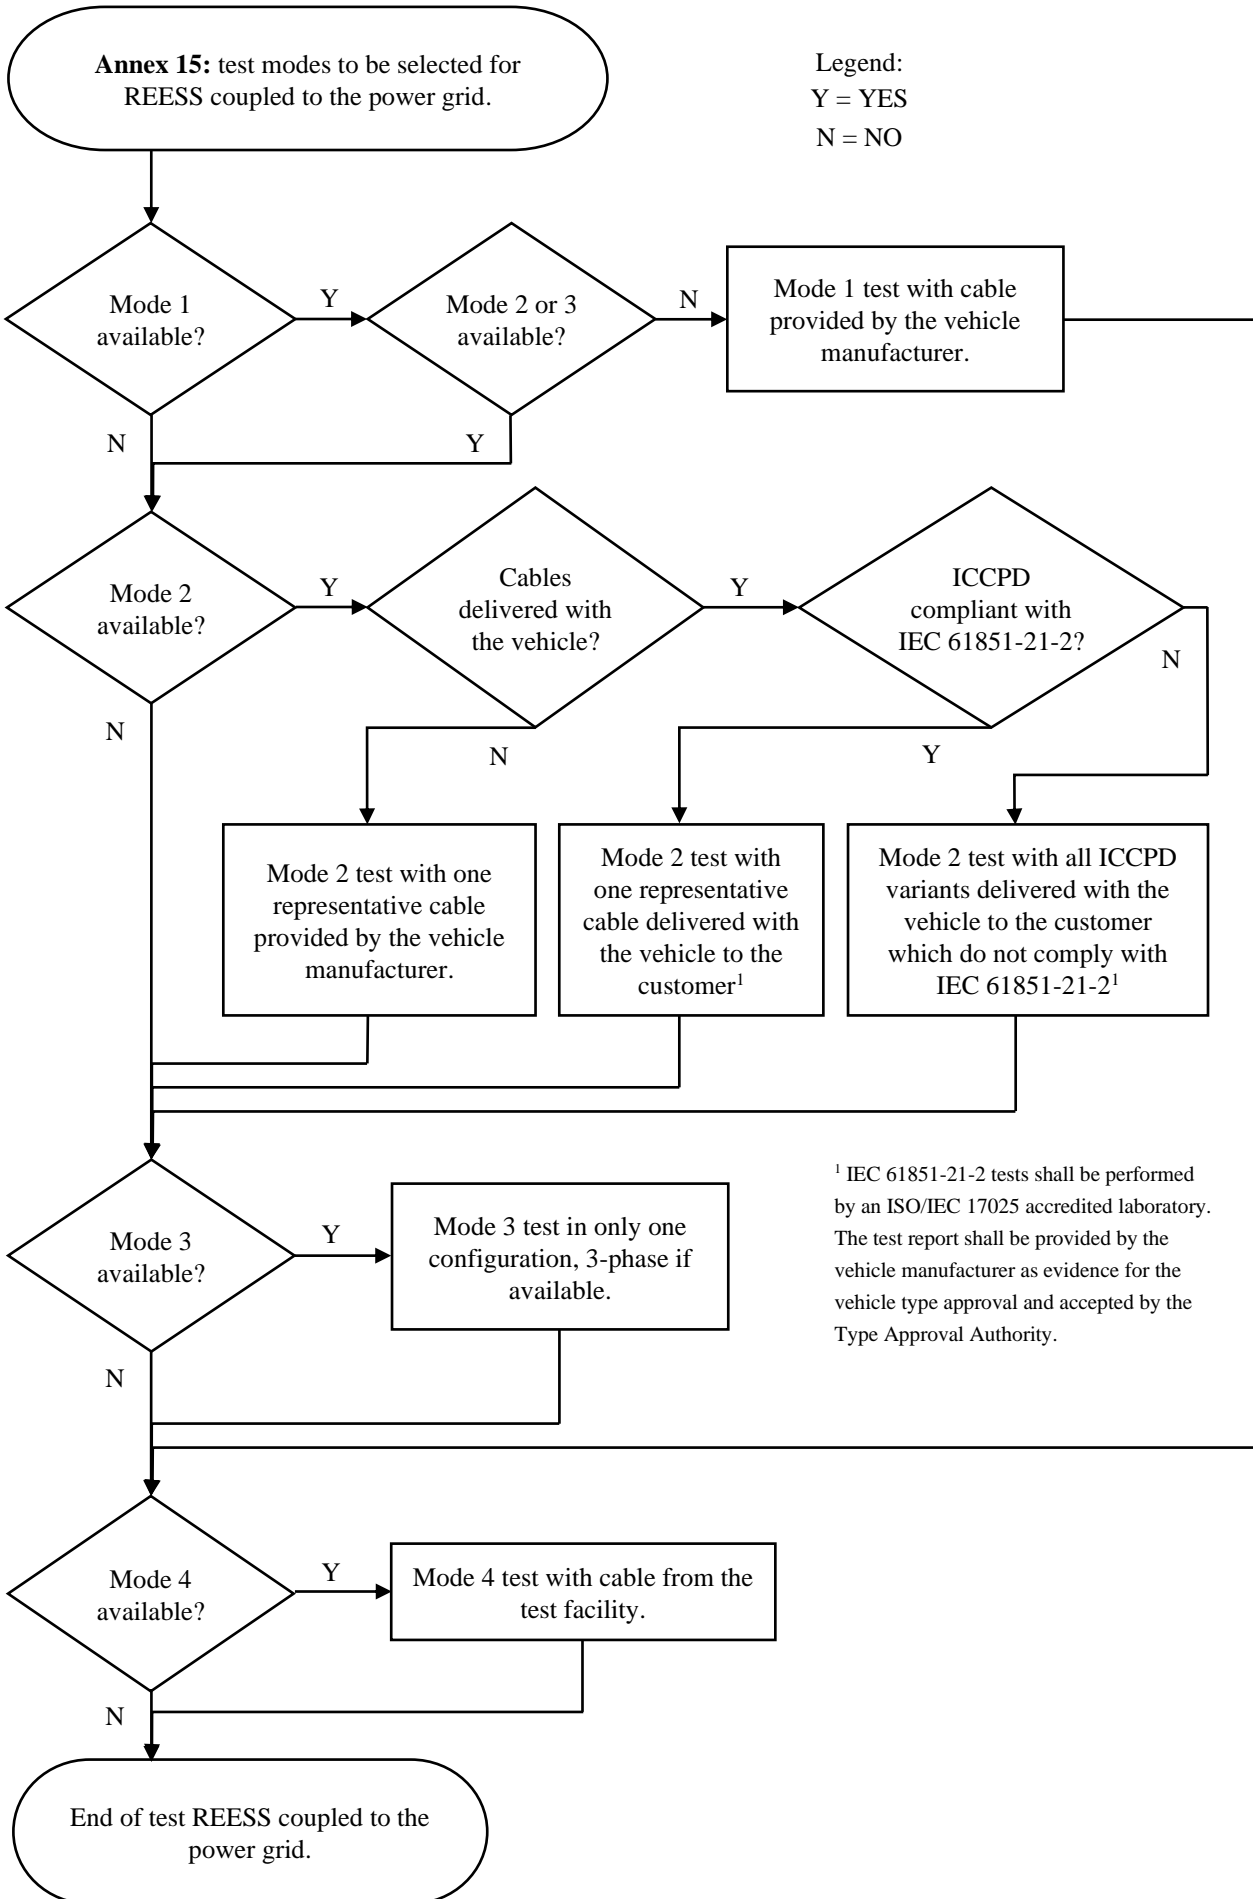 Annex 15: test modes to be selected for
REESS coupled to the power grid.
Legend:
Y = YES
N = NO
Mode 1
available?
Y
Mode 2 or 3
available?
N
Mode 1 test with cable
provided by the vehicle
manufacturer.
N
Y
Mode 2
available?
Y
Cables
delivered with
the vehicle?
Y
ICCPD
compliant with
IEC 61851-21-2?
N
N
N
Y
Mode 2 test with one
representative cable
provided by the vehicle
manufacturer.
Mode 2 test with
one representative
cable delivered with
the vehicle to the
customer¹
Mode 2 test with all ICCPD
variants delivered with the
vehicle to the customer
which do not comply with
IEC 61851-21-2¹
Mode 3
available?
Y
Mode 3 test in only one
configuration, 3-phase if
available.
¹ IEC 61851-21-2 tests shall be performed
by an ISO/IEC 17025 accredited laboratory.
The test report shall be provided by the
vehicle manufacturer as evidence for the
vehicle type approval and accepted by the
Type Approval Authority.
N
Mode 4
available?
Y
Mode 4 test with cable from the
test facility.
N
End of test REESS coupled to the
power grid.